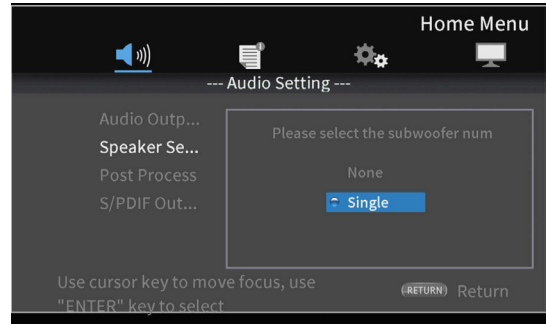 Home Menu
--- Audio Setting ---
Audio Outp...
Speaker Se...
Post Process
S/PDIF Out...
Please select the subwoofer num
None
Single
Use cursor key to move focus, use
"ENTER" key to select
RETURN Return